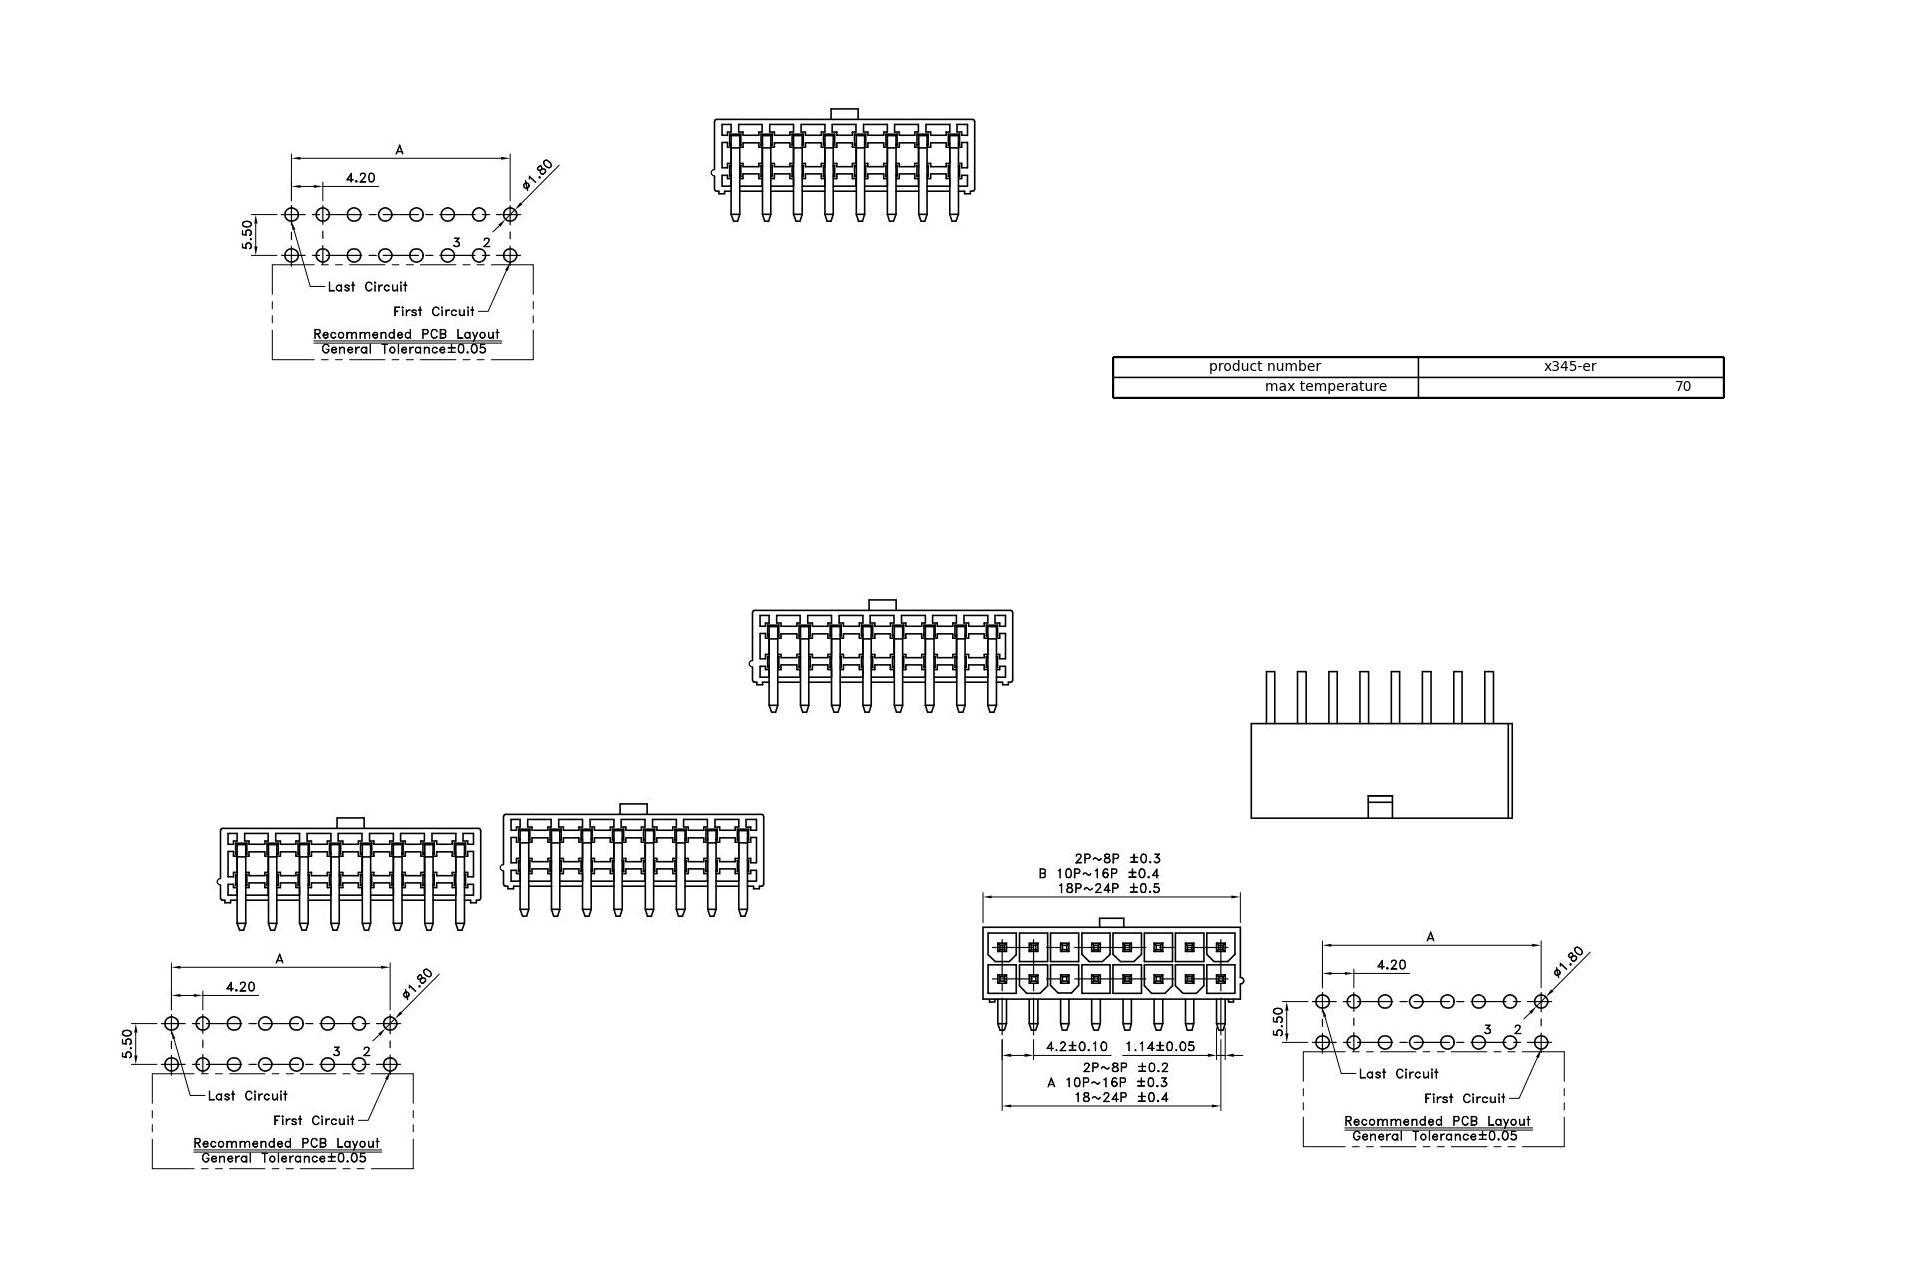 A
4.20
ø1.80
5.50
3 2
Last Circuit
First Circuit
Recommended PCB Layout
General Tolerance±0.05
product number x345-er
max temperature 70
2P~8P ±0.3
B 10P~16P ±0.4
18P~24P ±0.5
4.2±0.10 1.14±0.05
2P~8P ±0.2
A 10P~16P ±0.3
18~24P ±0.4
A
4.20
ø1.80
5.50
3 2
Last Circuit
First Circuit
Recommended PCB Layout
General Tolerance±0.05
A
4.20
ø1.80
5.50
3 2
Last Circuit
First Circuit
Recommended PCB Layout
General Tolerance±0.05